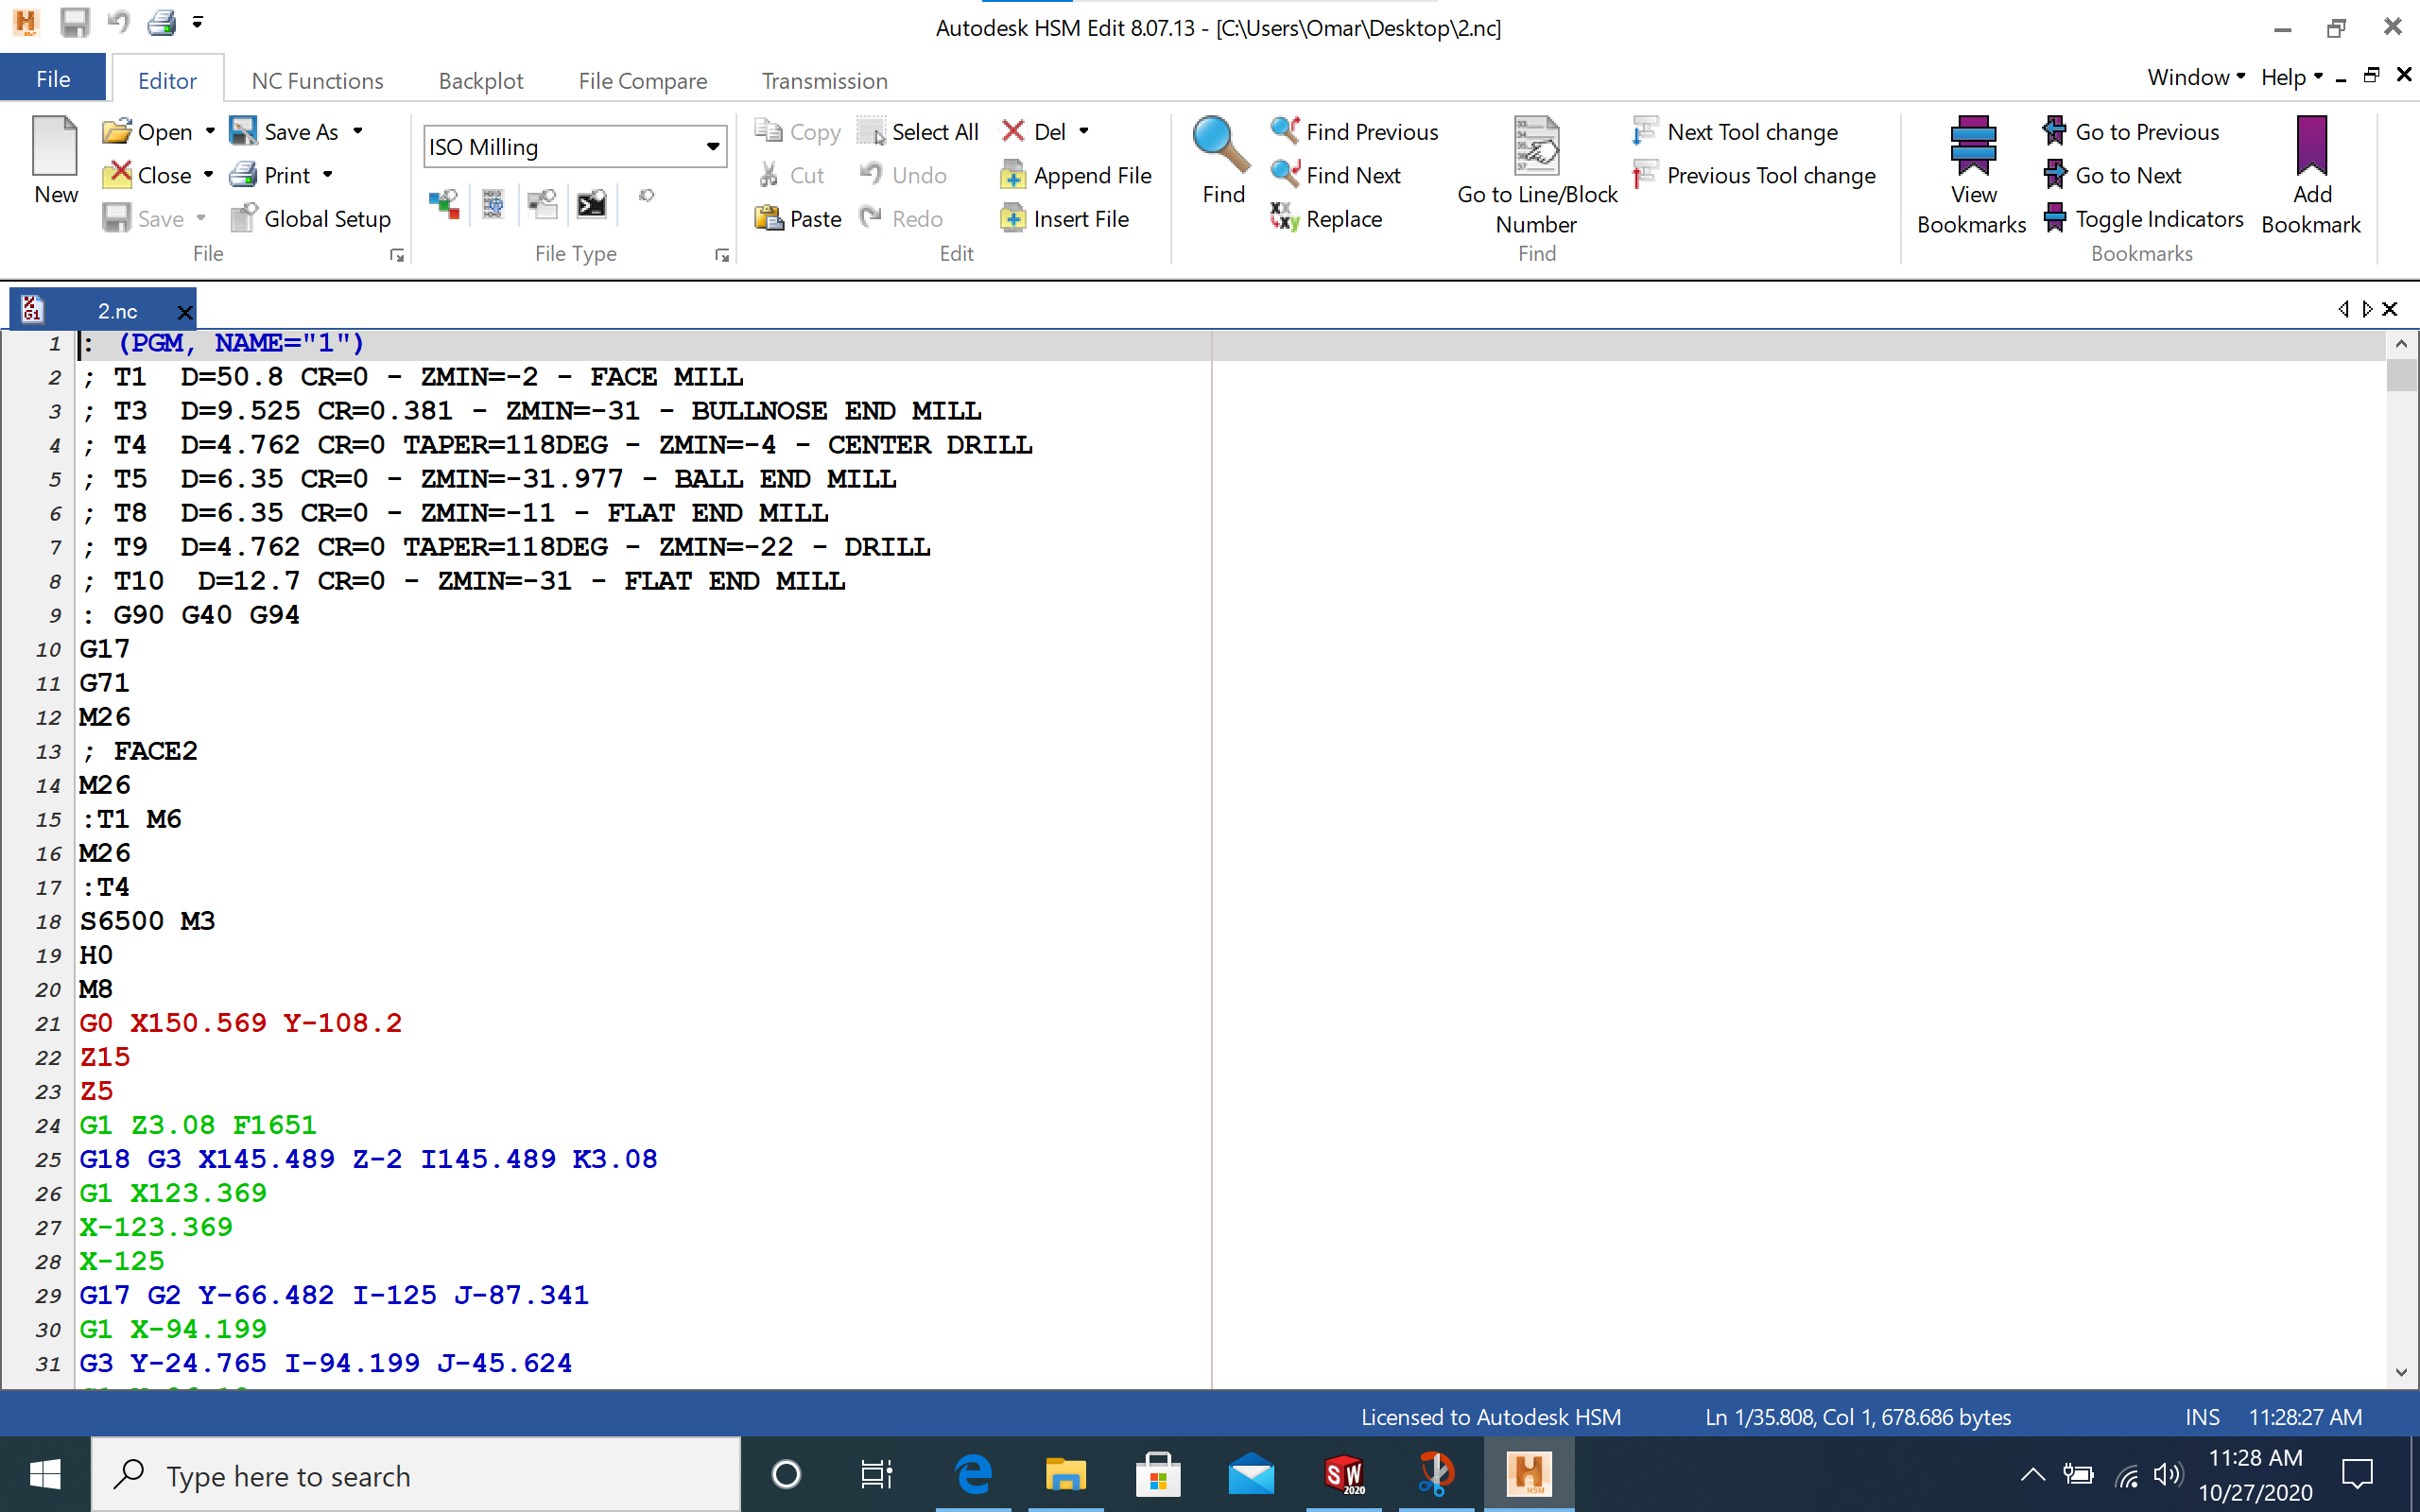 Autodesk HSM Edit 8.07.13 - [C:\Users\Omar\Desktop\2.nc]
File Editor NC Functions Backplot File Compare Transmission Window Help
New
Open Save As
Close Print
Save Global Setup
File
ISO Milling
File Type
Copy Select All Del
Cut Undo Append File
Paste Redo Insert File
Edit
Find
Find Previous
Find Next
Replace
Go to Line/Block
Number
Next Tool change
Previous Tool change
Find
View
Bookmarks
Go to Previous
Go to Next
Toggle Indicators
Add
Bookmark
Bookmarks
2.nc
1 : (PGM, NAME="1")
2 ; T1  D=50.8 CR=0 - ZMIN=-2 - FACE MILL
3 ; T3  D=9.525 CR=0.381 - ZMIN=-31 - BULLNOSE END MILL
4 ; T4  D=4.762 CR=0 TAPER=118DEG - ZMIN=-4 - CENTER DRILL
5 ; T5  D=6.35 CR=0 - ZMIN=-31.977 - BALL END MILL
6 ; T8  D=6.35 CR=0 - ZMIN=-11 - FLAT END MILL
7 ; T9  D=4.762 CR=0 TAPER=118DEG - ZMIN=-22 - DRILL
8 ; T10  D=12.7 CR=0 - ZMIN=-31 - FLAT END MILL
9 : G90 G40 G94
10 G17
11 G71
12 M26
13 ; FACE2
14 M26
15 :T1 M6
16 M26
17 :T4
18 S6500 M3
19 H0
20 M8
21 G0 X150.569 Y-108.2
22 Z15
23 Z5
24 G1 Z3.08 F1651
25 G18 G3 X145.489 Z-2 I145.489 K3.08
26 G1 X123.369
27 X-123.369
28 X-125
29 G17 G2 Y-66.482 I-125 J-87.341
30 G1 X-94.199
31 G3 Y-24.765 I-94.199 J-45.624
Licensed to Autodesk HSM Ln 1/35.808, Col 1, 678.686 bytes INS 11:28:27 AM
Type here to search
SW
2020
H
HSM
11:28 AM
10/27/2020